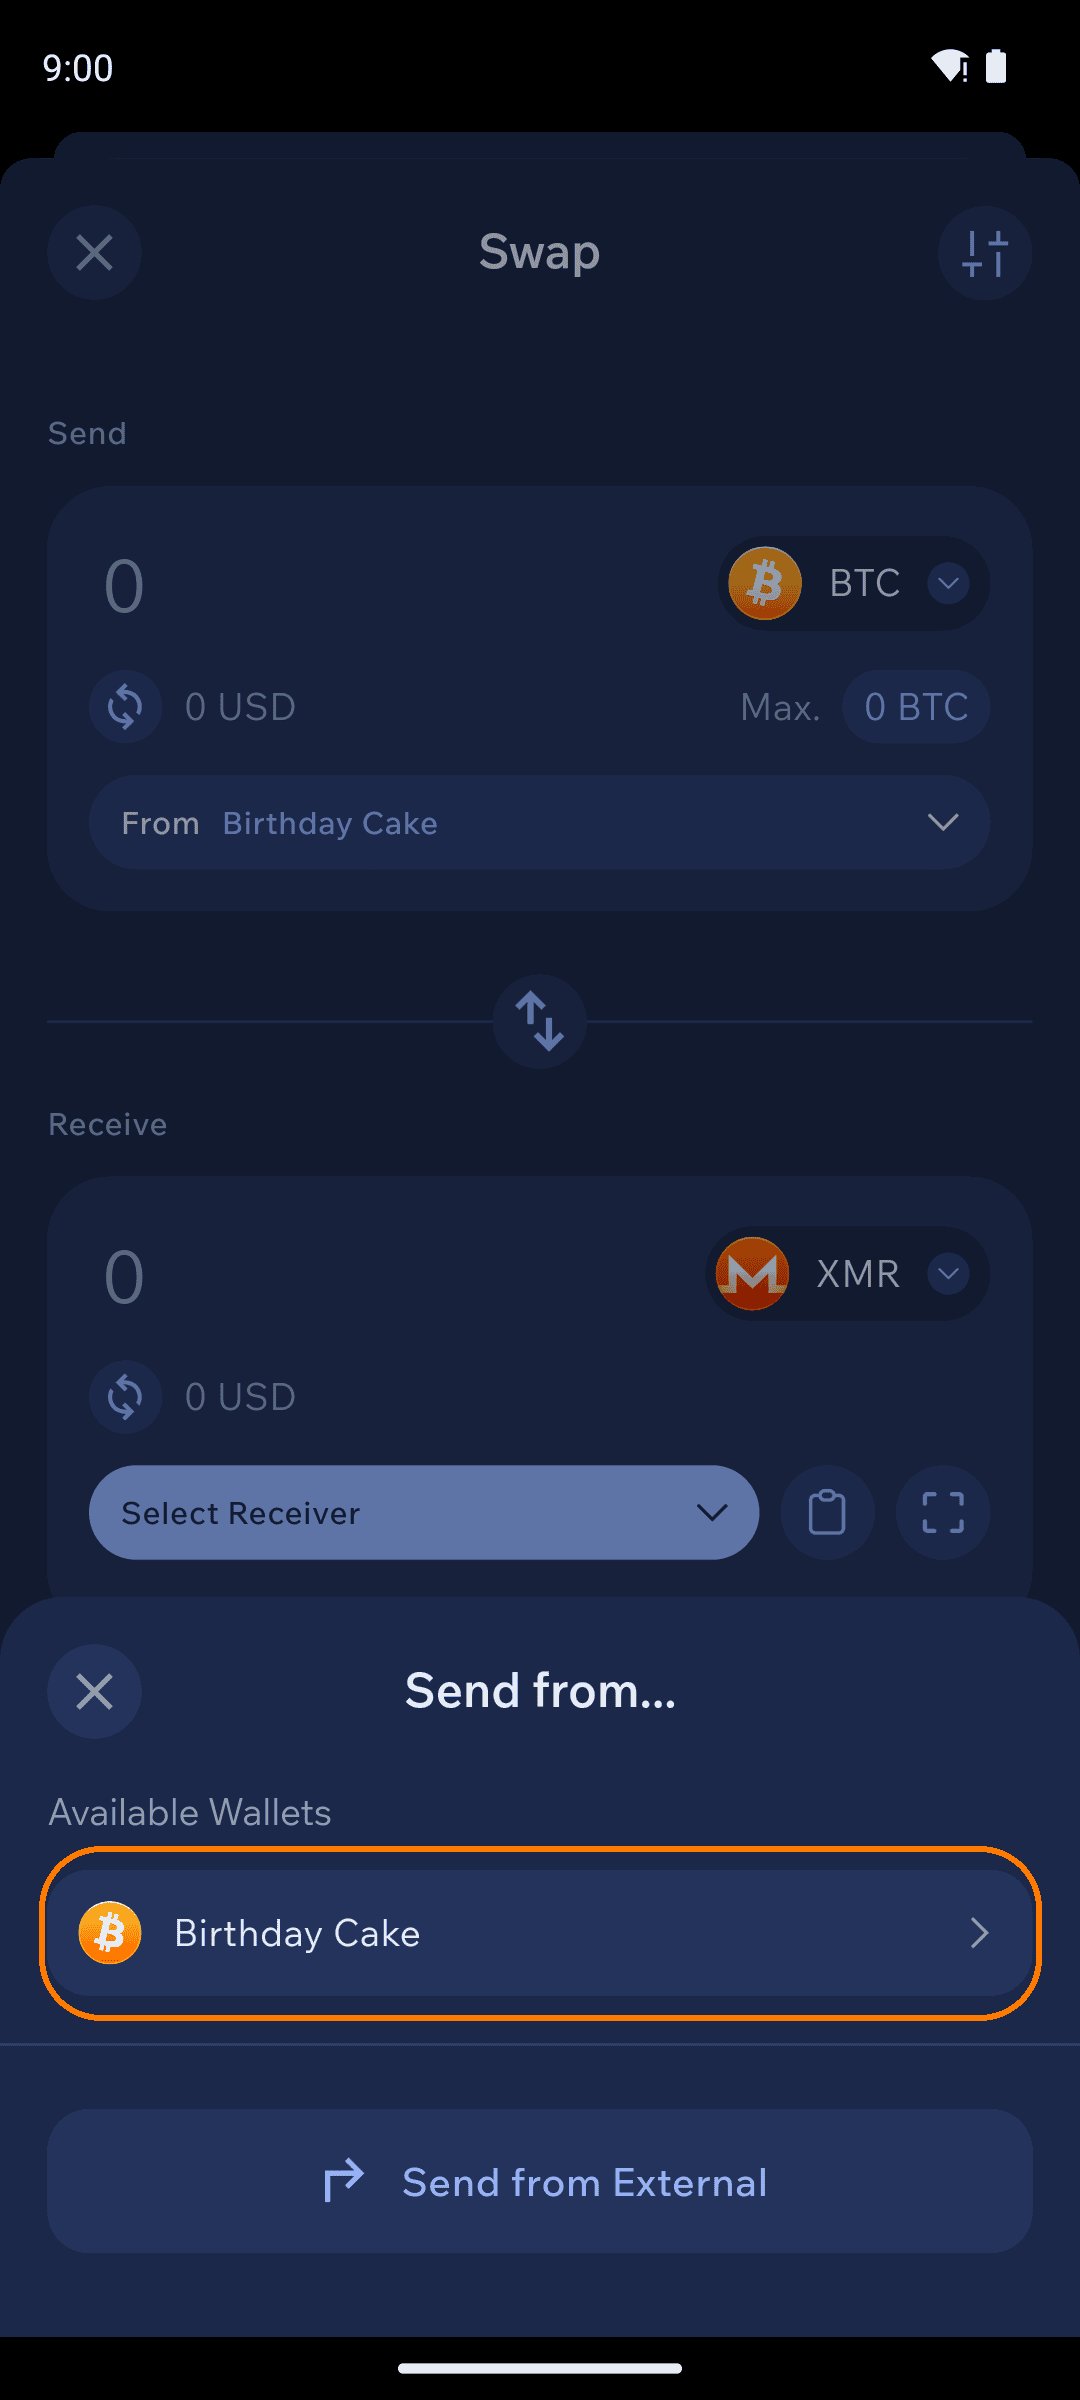 9:00
Swap
Send
0
BTC
0 USD
Max.
0 BTC
From Birthday Cake
Receive
0
XMR
0 USD
Select Receiver
Send from...
Available Wallets
Birthday Cake
Send from External